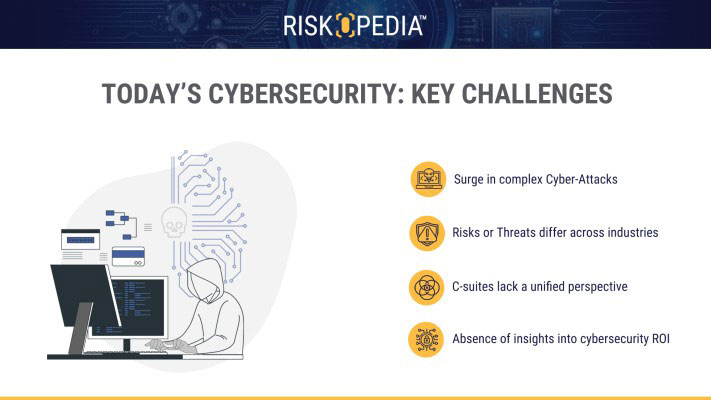 RISKOPEDIA™
TODAY'S CYBERSECURITY: KEY CHALLENGES
Surge in complex Cyber-Attacks
Risks or Threats differ across industries
C-suites lack a unified perspective
Absence of insights into cybersecurity ROI